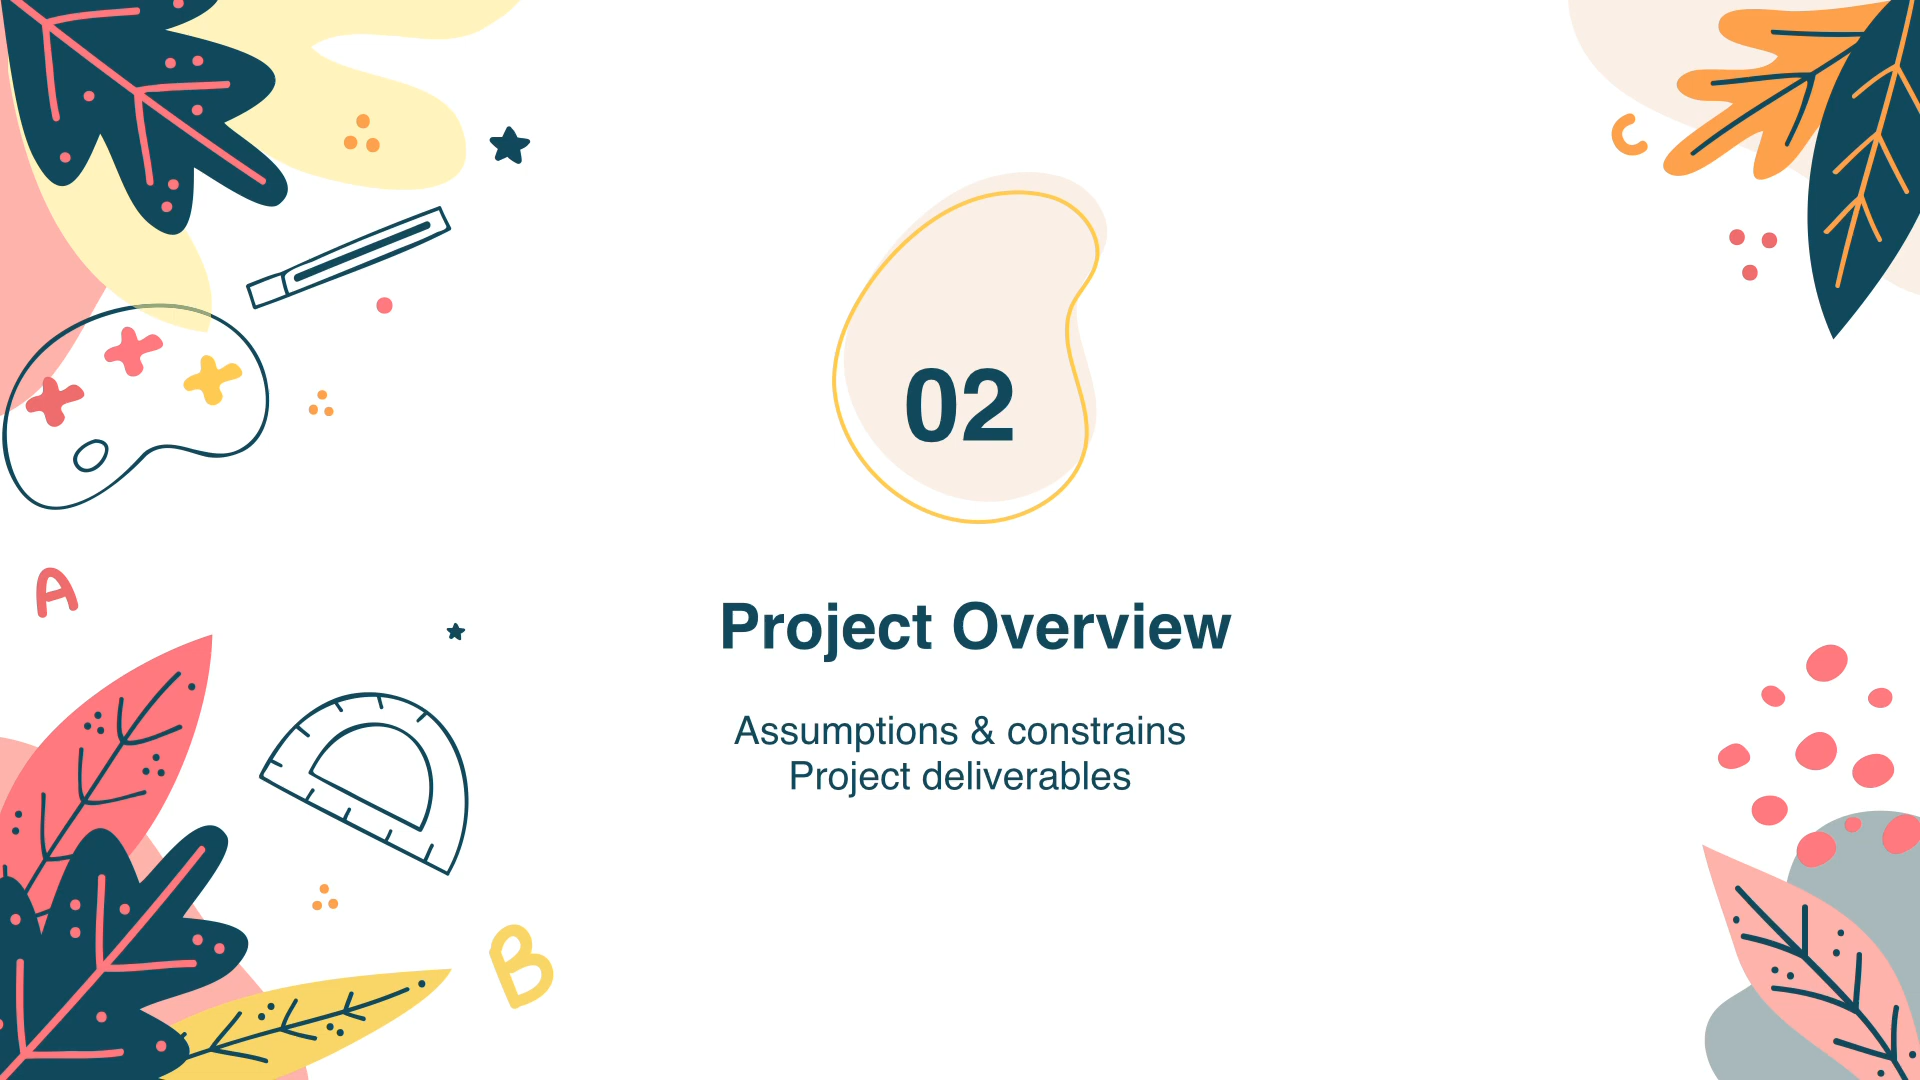 C
02
A
Project Overview
Assumptions & constrains
Project deliverables
B